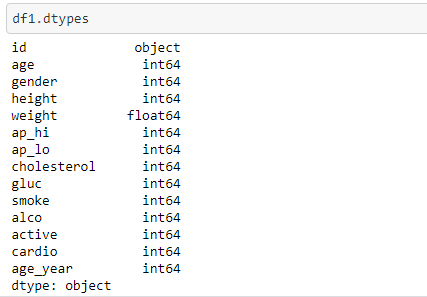 df1.dtypes
id object
age int64
gender int64
height int64
weight float64
ap_hi int64
ap_lo int64
cholesterol int64
gluc int64
smoke int64
alco int64
active int64
cardio int64
age_year int64
dtype: object